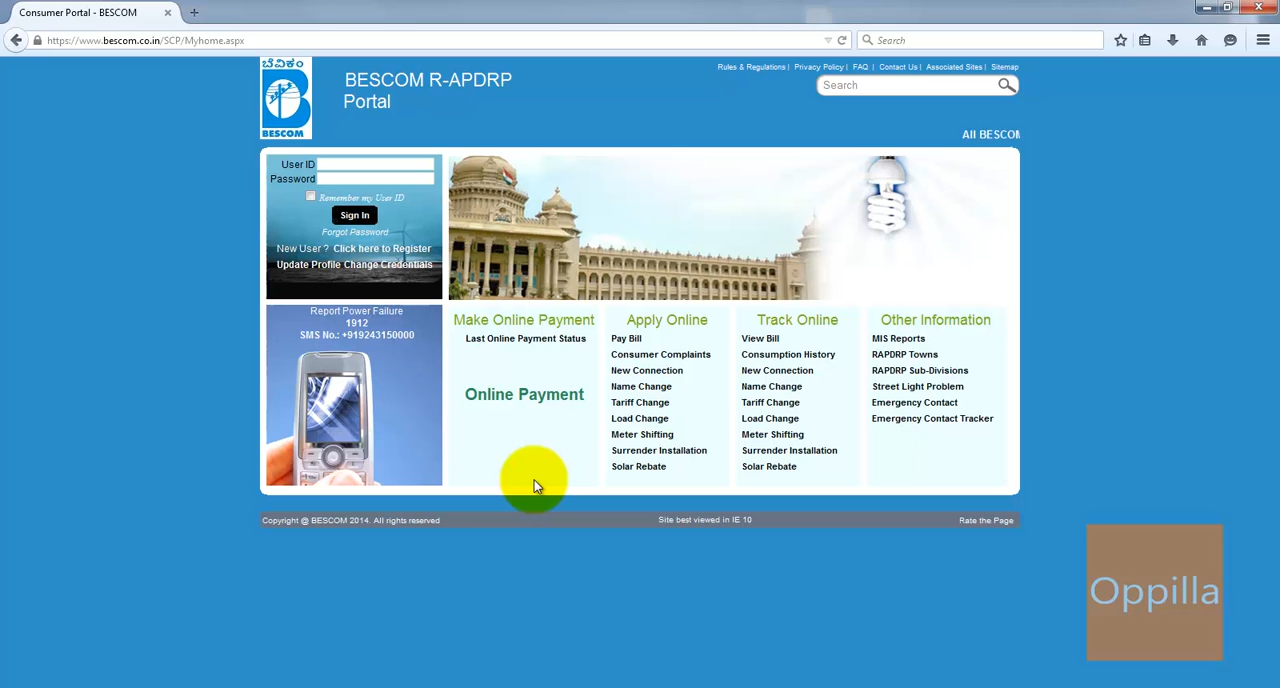 Consumer Portal - BESCOM
https://www.bescom.co.in/SCP/Myhome.aspx
Search
ಬೆವಿಕಂ
BESCOM
BESCOM R-APDRP
Portal
Rules & Regulations | Privacy Policy | FAQ | Contact Us | Associated Sites | Sitemap
Search
All BESCOM
User ID
Password
Remember my User ID
Sign In
Forgot Password
New User ? Click here to Register
Update Profile Change Credentials
Report Power Failure
1912
SMS No.: +919243150000
Make Online Payment
Last Online Payment Status
Online Payment
Apply Online
Pay Bill
Consumer Complaints
New Connection
Name Change
Tariff Change
Load Change
Meter Shifting
Surrender Installation
Solar Rebate
Track Online
View Bill
Consumption History
New Connection
Name Change
Tariff Change
Load Change
Meter Shifting
Surrender Installation
Solar Rebate
Other Information
MIS Reports
RAPDRP Towns
RAPDRP Sub-Divisions
Street Light Problem
Emergency Contact
Emergency Contact Tracker
Copyright @ BESCOM 2014. All rights reserved
Site best viewed in IE 10
Rate the Page
Oppilla